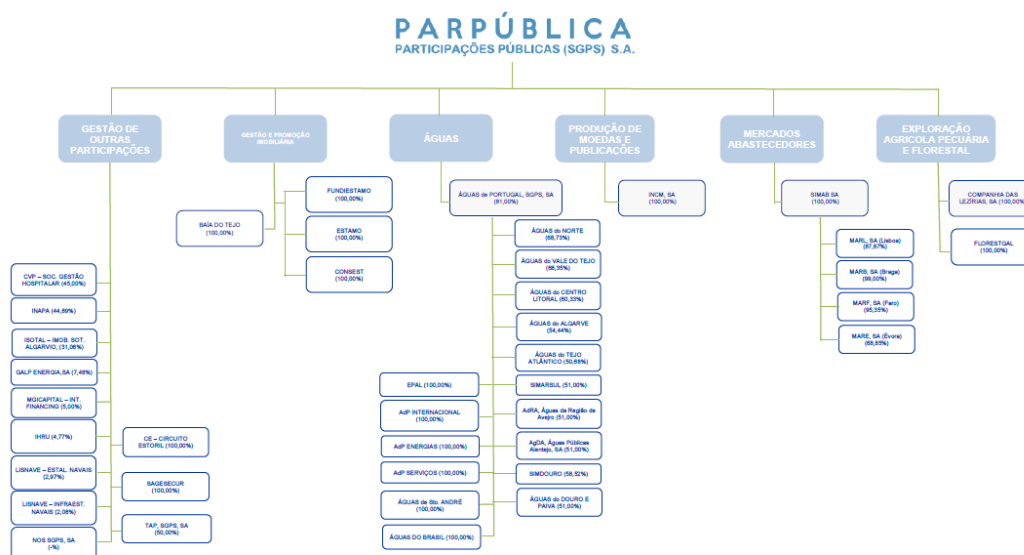 PARPÚBLICA
PARTICIPAÇÕES PÚBLICAS (SGPS) S.A.
GESTÃO DE
OUTRAS
PARTICIPAÇÕES
GESTÃO E PROMOÇÃO
IMOBILIÁRIA
ÁGUAS
PRODUÇÃO DE
MOEDAS E
PUBLICAÇÕES
MERCADOS
ABASTECEDORES
EXPLORAÇÃO
AGRICOLA PECUÁRIA
E FLORESTAL
CVP – SOC. GESTÃO
HOSPITALAR (45,00%)
INAPA (44,89%)
ISOTAL – IMOB. SOT.
ALGARVIO, (31,06%)
GALP ENERGIA,SA (7,48%)
MGICAPITAL – INT.
FINANCING (5,00%)
IHRU (4,77%)
LISNAVE – ESTAL. NAVAIS
(2,97%)
LISNAVE – INFRAEST.
NAVAIS (2,08%)
NOS SGPS, SA
(-%)
CE – CIRCUITO
ESTORIL (100,00%)
SAGESECUR
(100,00%)
TAP, SGPS, SA
(50,00%)
BAÍA DO TEJO
(100,00%)
FUNDIESTAMO
(100,00%)
ESTAMO
(100,00%)
CONSEST
(100,00%)
ÁGUAS de PORTUGAL, SGPS, SA
(81,00%)
EPAL (100,00%)
AdP INTERNACIONAL
(100,00%)
AdP ENERGIAS (100,00%)
AdP SERVIÇOS (100,00%)
ÁGUAS de Sto. ANDRÉ
(100,00%)
ÁGUAS DO BRASIL (100,00%)
ÁGUAS do NORTE
(68,73%)
ÁGUAS do VALE DO TEJO
(68,35%)
ÁGUAS do CENTRO
LITORAL (60,33%)
ÁGUAS do ALGARVE
(54,44%)
ÁGUAS do TEJO
ATLÂNTICO (50,68%)
SIMARSUL (51,00%)
AdRA, Águas da Região de
Aveiro (51,00%)
AgDA, Águas Públicas
Alentejo, SA (51,00%)
SIMDOURO (58,52%)
ÁGUAS do DOURO E
PAIVA (51,00%)
INCM, SA
(100,00%)
SIMAB SA
(100,00%)
MARL, SA (Lisboa)
MARB, SA (Braga)
(99,00%)
MARF, SA (Faro)
(95,35%)
MARE, SA (Évora)
COMPANHIA DAS
LEZÍRIAS, SA (100,00%
FLORESTGAL
(100,00%)